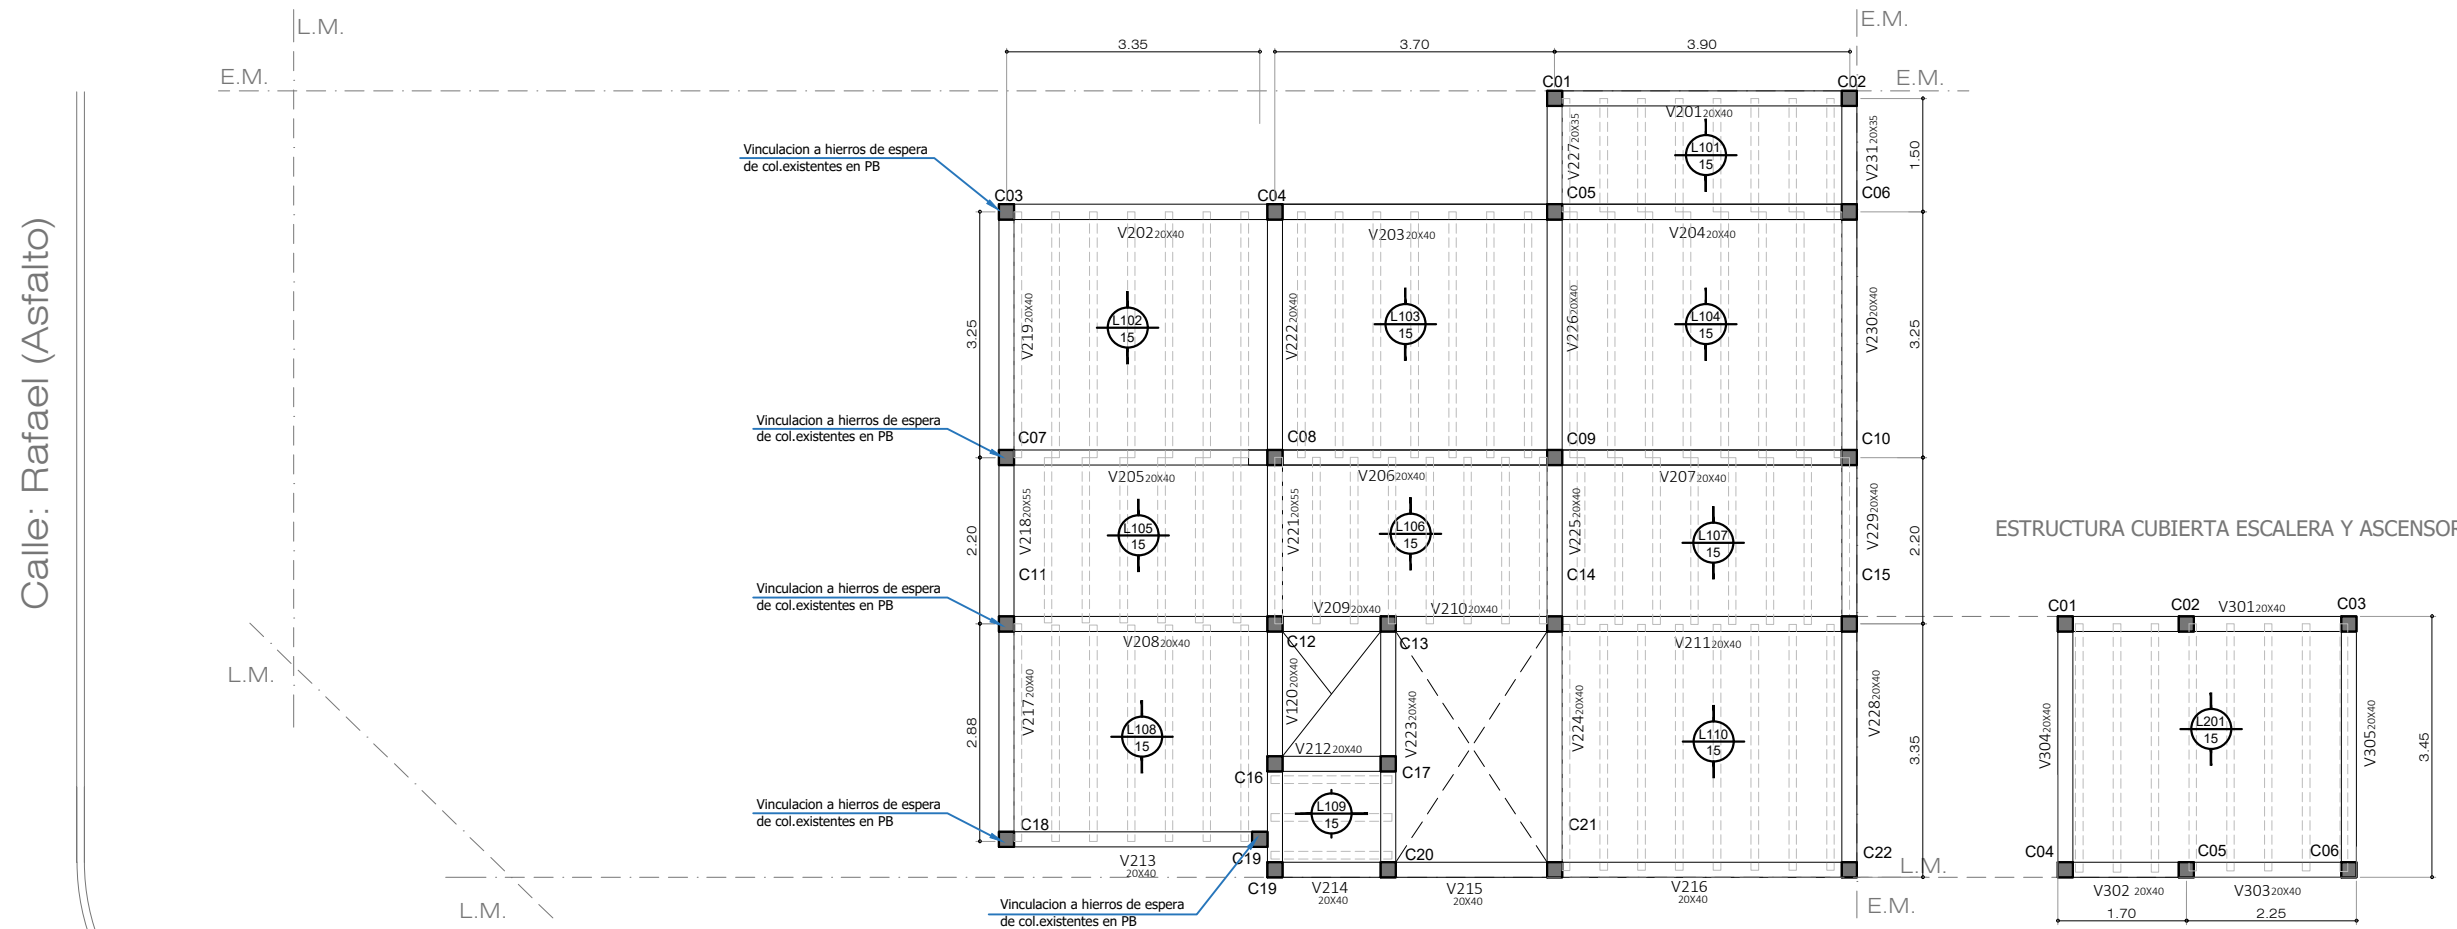 L.M.
E.M.
E.M.
E.M.
3.35
3.70
3.90
C01
C02
V201 20X40
V227 20X35
V231 20X35
L101
15
1.50
Vinculacion a hierros de espera
de col.existentes en PB
C03
C04
C05
C06
V202 20X40
V203 20X40
V204 20X40
Calle: Rafael (Asfalto)
3.25
V219 20X40
L102
15
V222 20X40
L103
15
V226 20X40
L104
15
V230 20X40
3.25
Vinculacion a hierros de espera
de col.existentes en PB
C07
C08
C09
C10
V205 20X40
V206 20X40
V207 20X40
2.20
V218 20X55
L105
15
V221 20X55
L106
15
V225 20X40
L107
15
V229 20X40
2.20
ESTRUCTURA CUBIERTA ESCALERA Y ASCENSOR
C11
C14
C15
Vinculacion a hierros de espera
de col.existentes en PB
V209 20X40
V210 20X40
C01
C02
V301 20X40
C03
V208 20X40
C12
C13
V211 20X40
L.M.
2.88
V217 20X40
L108
15
V120 20X40
V223 20X40
V224 20X40
L110
15
V228 20X40
3.35
V304 20X40
L201
15
V305 20X40
3.45
V212 20X40
C16
C17
Vinculacion a hierros de espera
de col.existentes en PB
L109
15
C18
C21
C19
C20
C22
L.M.
C04
C05
C06
V213
20X40
C19
V214
20X40
V215
20X40
V216
20X40
V302 20X40
V303 20X40
L.M.
E.M.
1.70
2.25
Vinculacion a hierros de espera
de col.existentes en PB